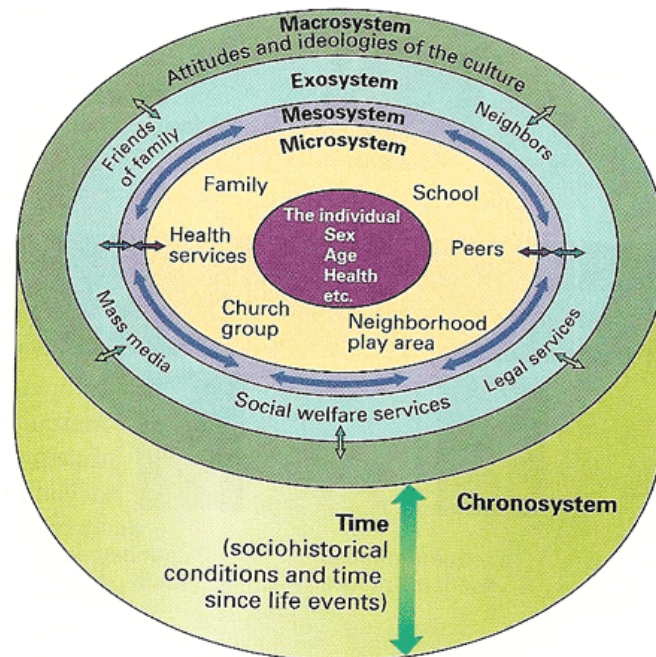 Macrosystem
Attitudes and ideologies of the culture
Exosystem
Mesosystem
Microsystem
Friends
of family
Neighbors
Family
School
The individual
Sex
Age
Health
etc.
Health
services
Peers
Church
group
Neighborhood
play area
Mass media
Social welfare services
Legal services
Chronosystem
Time
(sociohistorical
conditions and time
since life events)